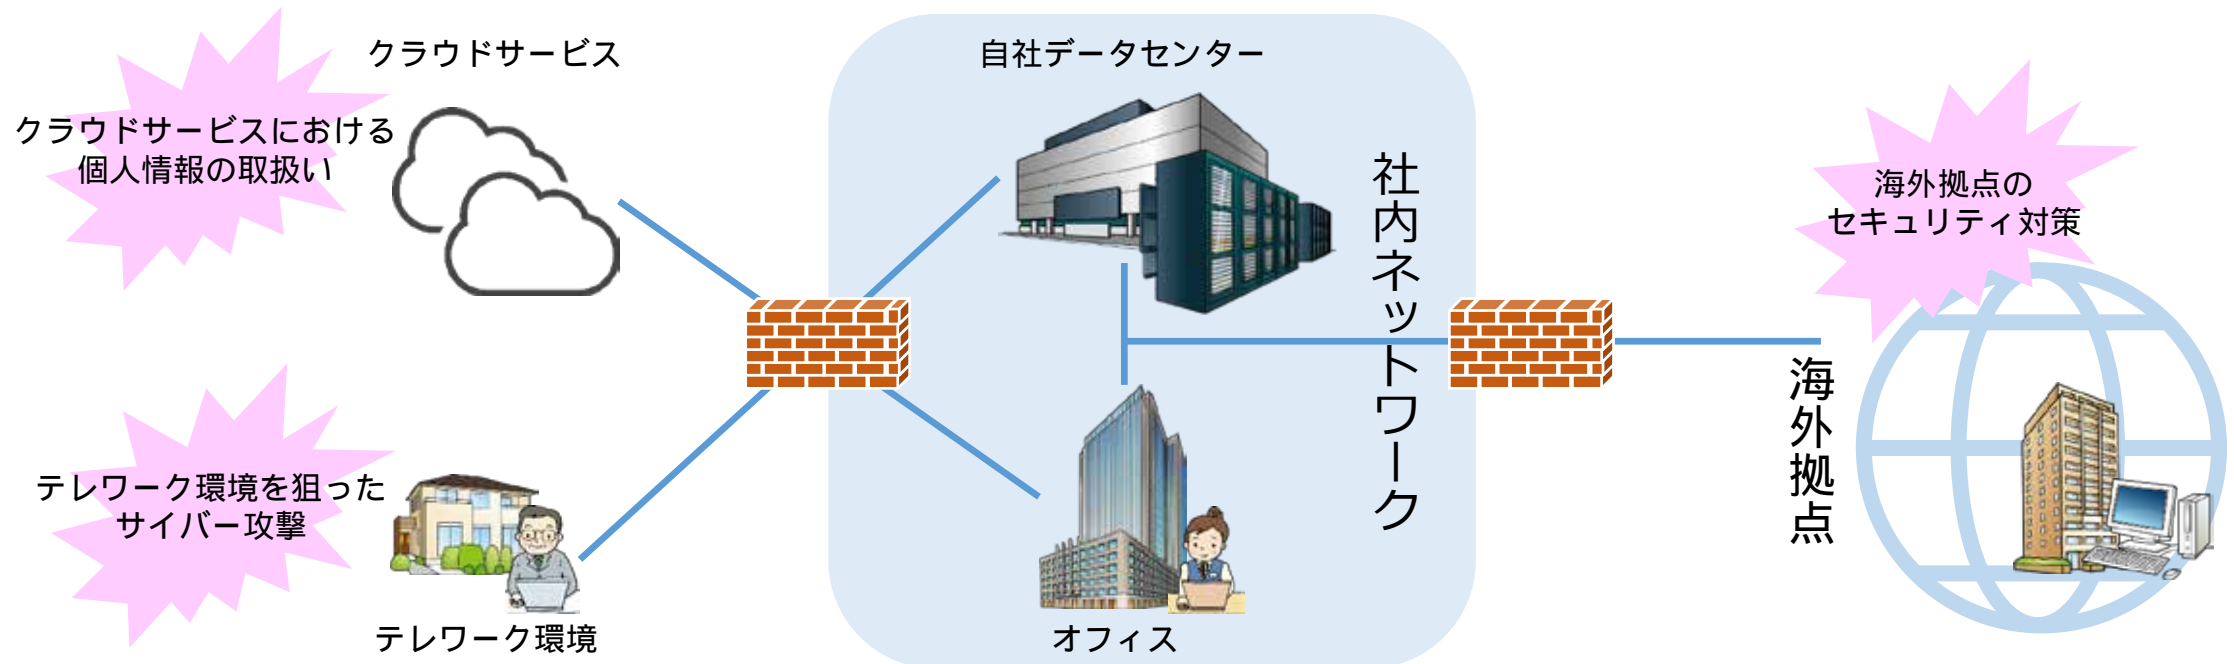 クラウドサービス
クラウドサービスにおける
個人情報の取扱い
テレワーク環境を狙った
サイバー攻撃
テレワーク環境
自社データセンター
社内ネットワーク
オフィス
海外拠点の
セキュリティ対策
海外拠点